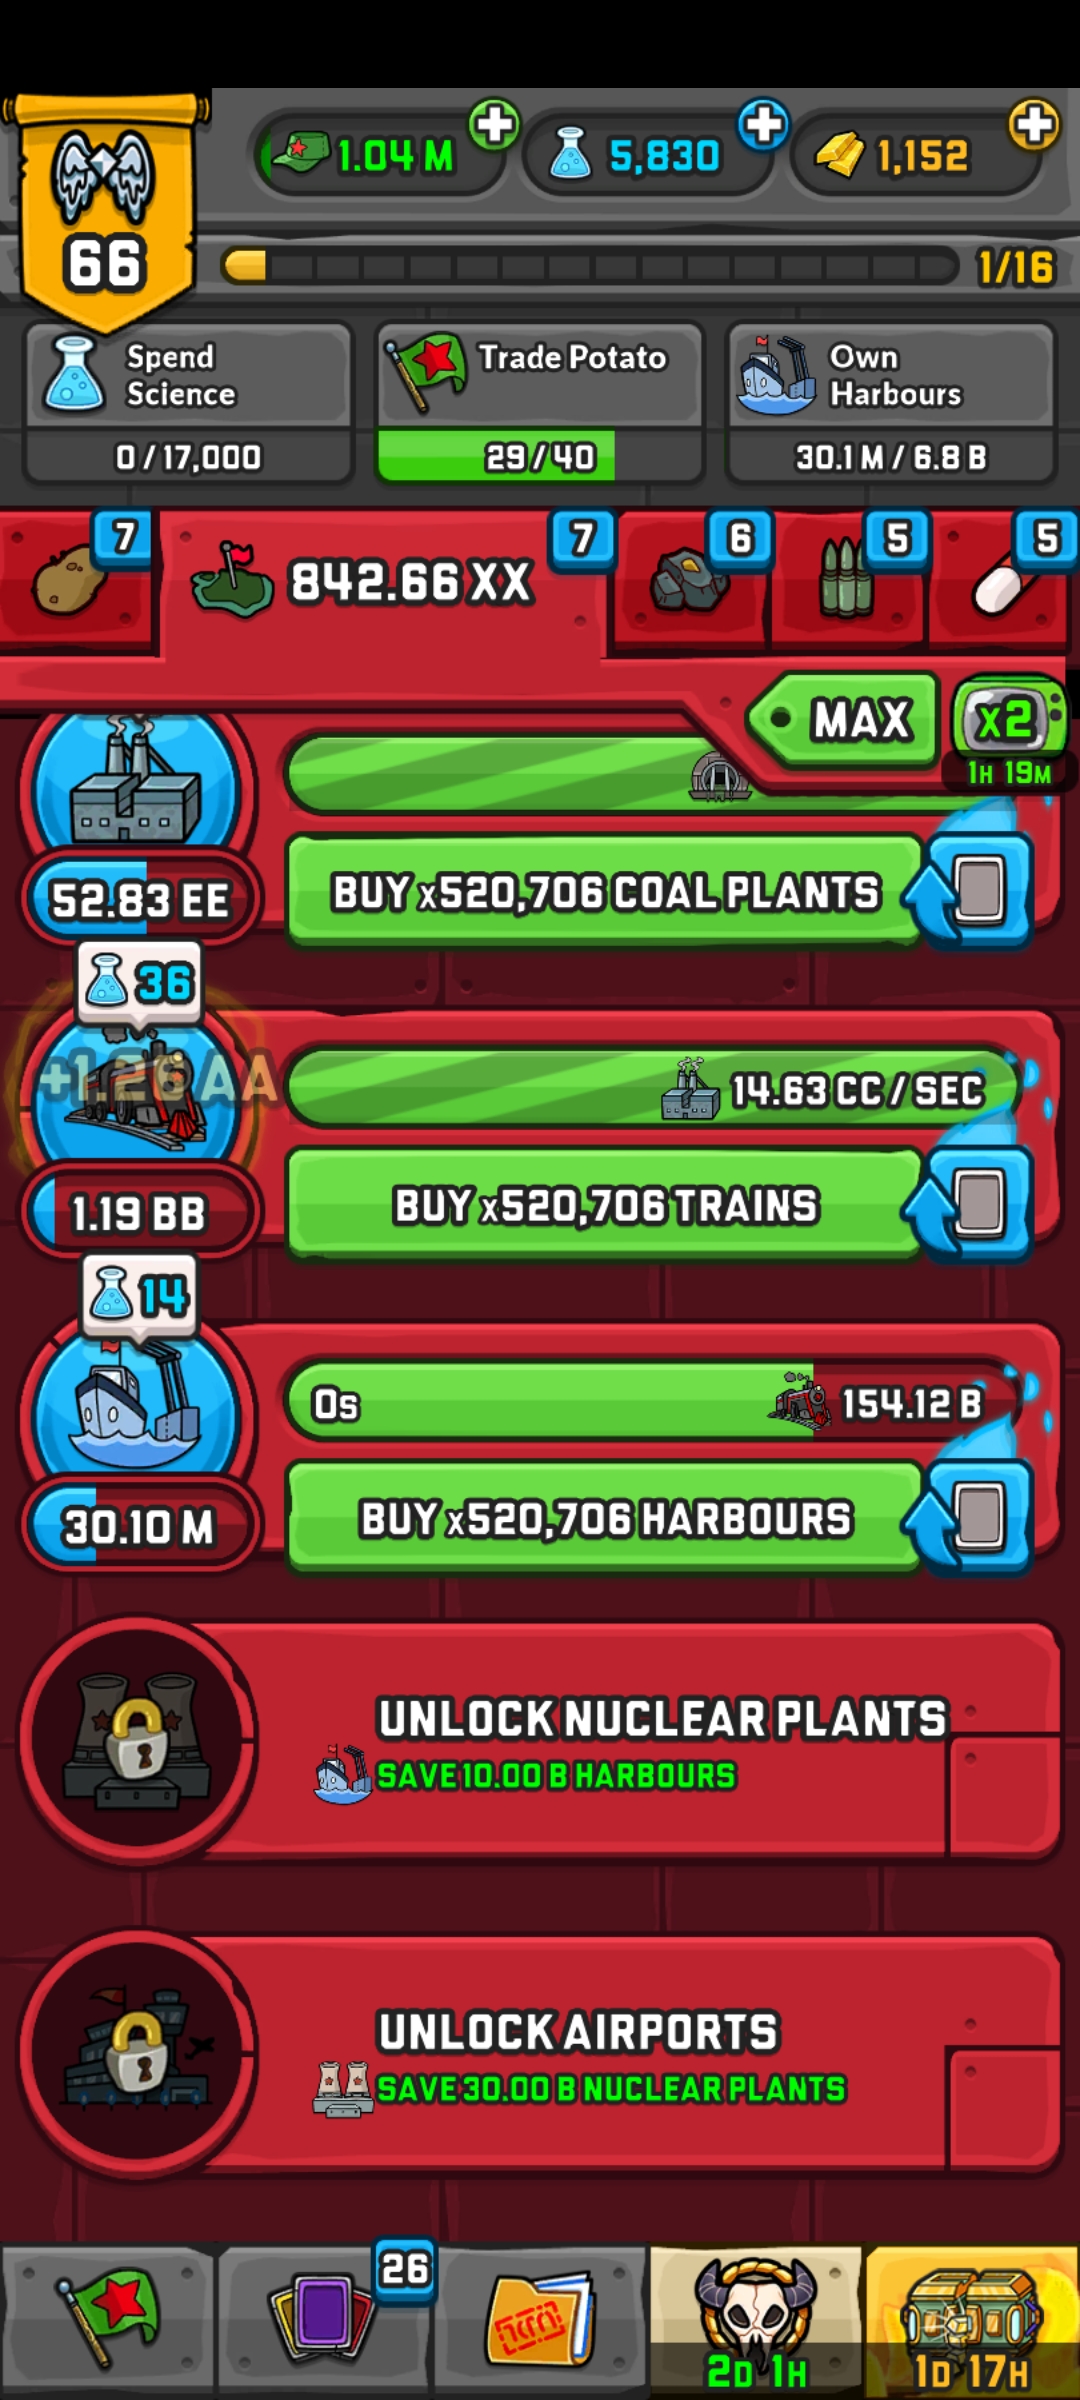 1.04 M
5,830
1,152
66
1/16
Spend
Science
Trade Potato
Own
Harbours
0 / 17,000
29 / 40
30.1 M / 6.8 B
7
842.66 XX
7
6
5
5
MAX
x2
1H 19M
52.83 EE
BUY x520,706 COAL PLANTS
36
+1.26 AA
14.63 CC / SEC
1.19 BB
BUY x520,706 TRAINS
14
0s
154.12 B
30.10 M
BUY x520,706 HARBOURS
UNLOCK NUCLEAR PLANTS
SAVE 10.00 B HARBOURS
UNLOCK AIRPORTS
SAVE 30.00 B NUCLEAR PLANTS
26
2D 1H
1D 17H